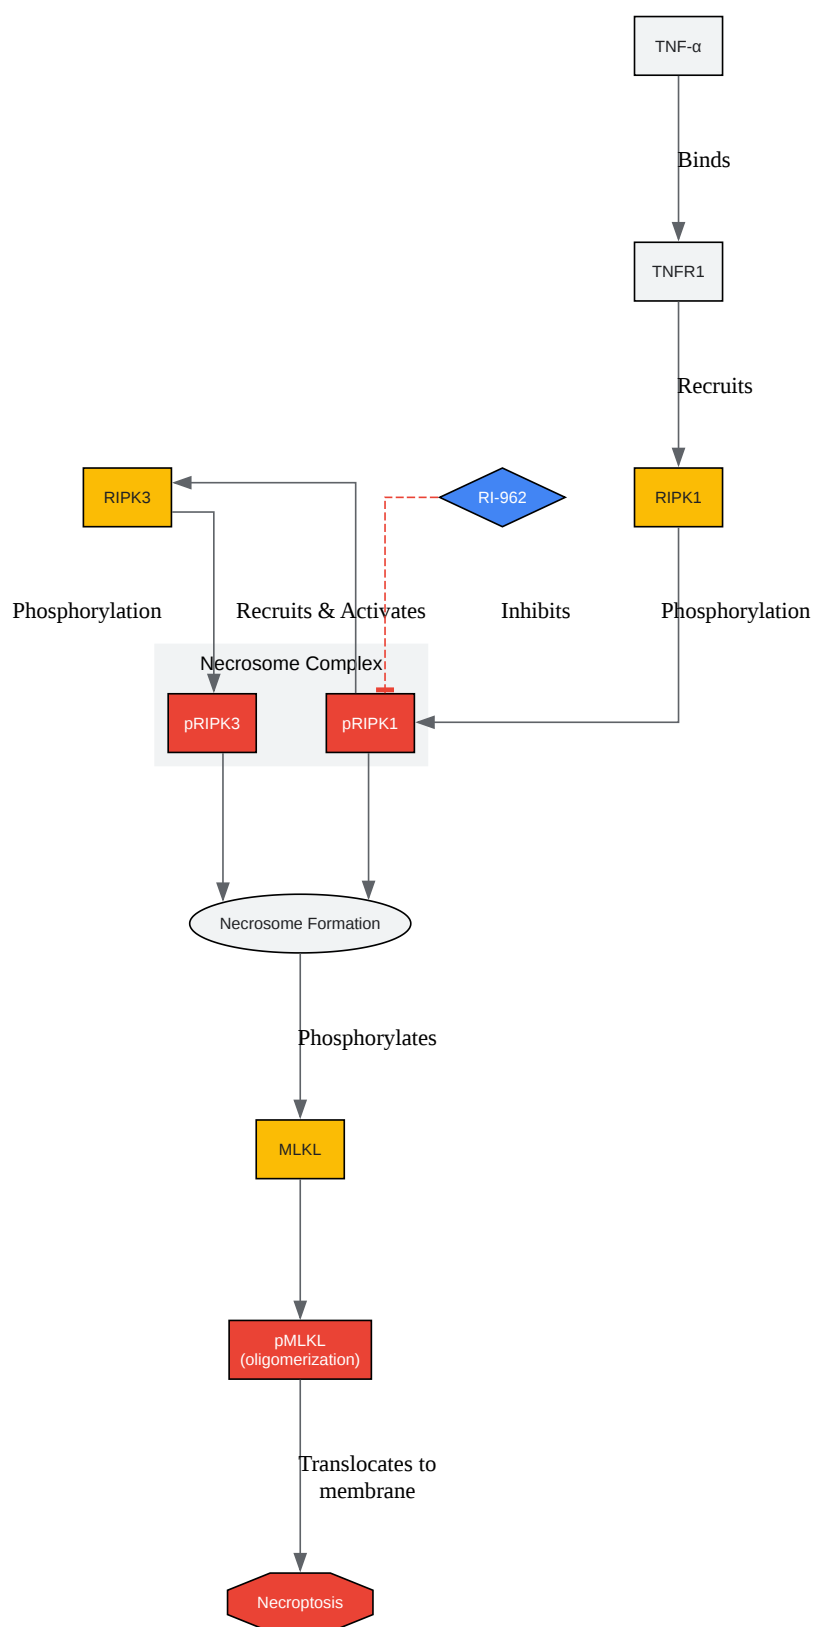 TNF-α
Binds
TNFR1
Recruits
RIPK3
RI-962
RIPK1
Phosphorylation
Recruits & Activates
Inhibits
Phosphorylation
Necrosome Complex
pRIPK3
pRIPK1
Necrosome Formation
Phosphorylates
MLKL
pMLKL
(oligomerization)
Translocates to
membrane
Necroptosis